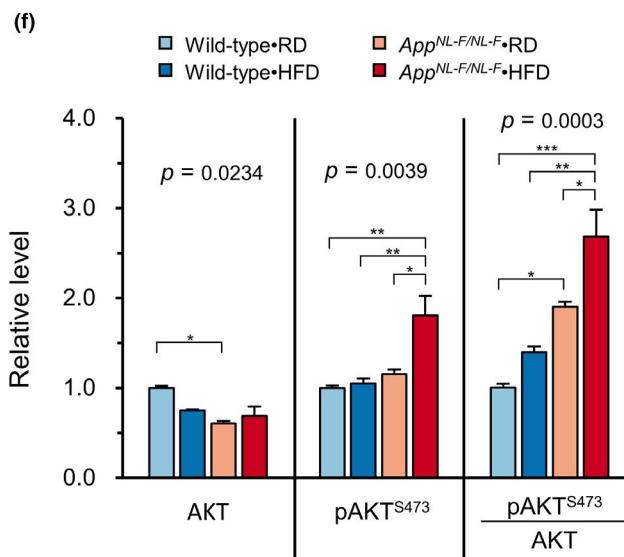 (f)
Wild-type•RD
App^NL-F/NL-F•RD
Wild-type•HFD
App^NL-F/NL-F•HFD
4.0
3.0
2.0
1.0
0.0
Relative level
p = 0.0234
*
AKT
p = 0.0039
**
**
*
pAKT^S473
p = 0.0003
***
**
*
*
pAKT^S473
AKT